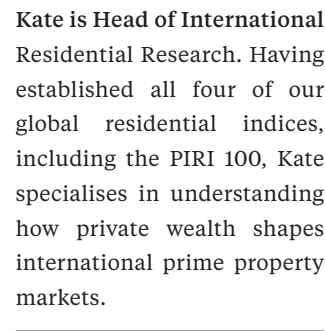 Kate is Head of International
Residential Research. Having
established all four of our
global residential indices,
including the PIRI 100, Kate
specialises in understanding
how private wealth shapes
international prime property
markets.